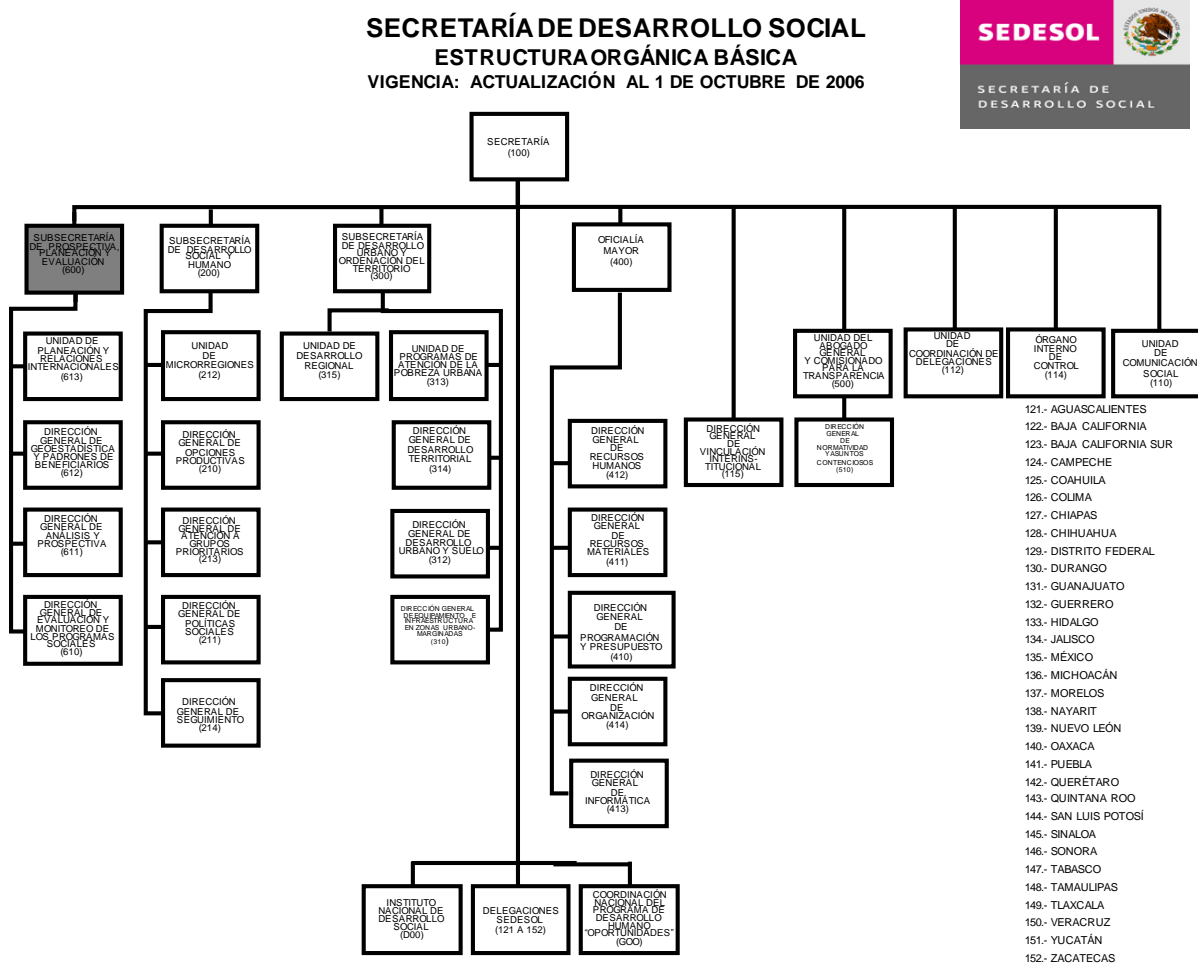 SECRETARÍA DE DESARROLLO SOCIAL
ESTRUCTURA ORGÁNICA BÁSICA
VIGENCIA: ACTUALIZACIÓN AL 1 DE OCTUBRE DE 2006
SEDESOL
SECRETARÍA DE
DESARROLLO SOCIAL
SECRETARÍA
(100)
SUBSECRETARÍA
DE PROSPECTIVA,
PLANEACIÓN Y
EVALUACIÓN
(600)
SUBSECRETARÍA
DE DESARROLLO
SOCIAL Y
HUMANO
(200)
SUBSECRETARÍA
DE DESARROLLO
URBANO Y
ORDENACIÓN DEL
TERRITORIO
(300)
OFICIALÍA
MAYOR
(400)
UNIDAD DE
PLANEACIÓN Y
RELACIONES
INTERNACIONALES
(613)
UNIDAD
DE
MICRORREGIONES
(212)
UNIDAD DE
DESARROLLO
REGIONAL
(315)
UNIDAD DE
PROGRAMAS DE
ATENCIÓN DE LA
POBREZA URBANA
(313)
UNIDAD DEL
ABOGADO
GENERAL
Y COMISIONADO
PARA LA
TRANSPARENCIA
(500)
UNIDAD
DE
COORDINACIÓN DE
DELEGACIONES
(112)
ÓRGANO
INTERNO
DE
CONTROL
(114)
UNIDAD
DE
COMUNICACIÓN
SOCIAL
(110)
DIRECCIÓN
GENERAL DE
GEOESTADÍSTICA
Y PADRONES DE
BENEFICIARIOS
(612)
DIRECCIÓN
GENERAL DE
OPCIONES
PRODUCTIVAS
(210)
DIRECCIÓN
GENERAL DE
DESARROLLO
TERRITORIAL
(314)
DIRECCIÓN
GENERAL
DE
RECURSOS
HUMANOS
(412)
DIRECCIÓN
GENERAL
DE
VINCULACIÓN
INTERINS-
TITUCIONAL
(115)
DIRECCIÓN
GENERAL
DE
NORMATIVIDAD
YASUNTOS
CONTENCIOSOS
(510)
DIRECCIÓN
GENERAL DE
ANÁLISIS Y
PROSPECTIVA
(611)
DIRECCIÓN
GENERAL DE
ATENCIÓN A
GRUPOS
PRIORITARIOS
(213)
DIRECCIÓN
GENERAL DE
DESARROLLO
URBANO Y SUELO
(312)
DIRECCIÓN
GENERAL
DE
RECURSOS
MATERIALES
(411)
DIRECCIÓN
GENERAL DE
EVALUACIÓN Y
MONITOREO DE
LOS PROGRAMAS
SOCIALES
(610)
DIRECCIÓN
GENERAL DE
POLÍTICAS
SOCIALES
(211)
DIRECCIÓN GENERAL
DE EQUIPAMIENTO E
INFRAESTRUCTURA
EN ZONAS URBANO-
MARGINADAS
(310)
DIRECCIÓN
GENERAL
DE
PROGRAMACIÓN
Y PRESUPUESTO
(410)
DIRECCIÓN
GENERAL DE
SEGUIMIENTO
(214)
DIRECCIÓN
GENERAL
DE
ORGANIZACIÓN
(414)
DIRECCIÓN
GENERAL
DE
INFORMÁTICA
(413)
INSTITUTO
NACIONAL DE
DESARROLLO
SOCIAL
(D00)
DELEGACIONES
SEDESOL
(121 A 152)
COORDINACIÓN
NACIONAL DEL
PROGRAMA DE
DESARROLLO
HUMANO
"OPORTUNIDADES"
(GOO)
121.- AGUASCALIENTES
122.- BAJA CALIFORNIA
123.- BAJA CALIFORNIA SUR
124.- CAMPECHE
125.- COAHUILA
126.- COLIMA
127.- CHIAPAS
128.- CHIHUAHUA
129.- DISTRITO FEDERAL
130.- DURANGO
131.- GUANAJUATO
132.- GUERRERO
133.- HIDALGO
134.- JALISCO
135.- MÉXICO
136.- MICHOACÁN
137.- MORELOS
138.- NAYARIT
139.- NUEVO LEÓN
140.- OAXACA
141.- PUEBLA
142.- QUERÉTARO
143.- QUINTANA ROO
144.- SAN LUIS POTOSÍ
145.- SINALOA
146.- SONORA
147.- TABASCO
148.- TAMAULIPAS
149.- TLAXCALA
150.- VERACRUZ
151.- YUCATÁN
152.- ZACATECAS